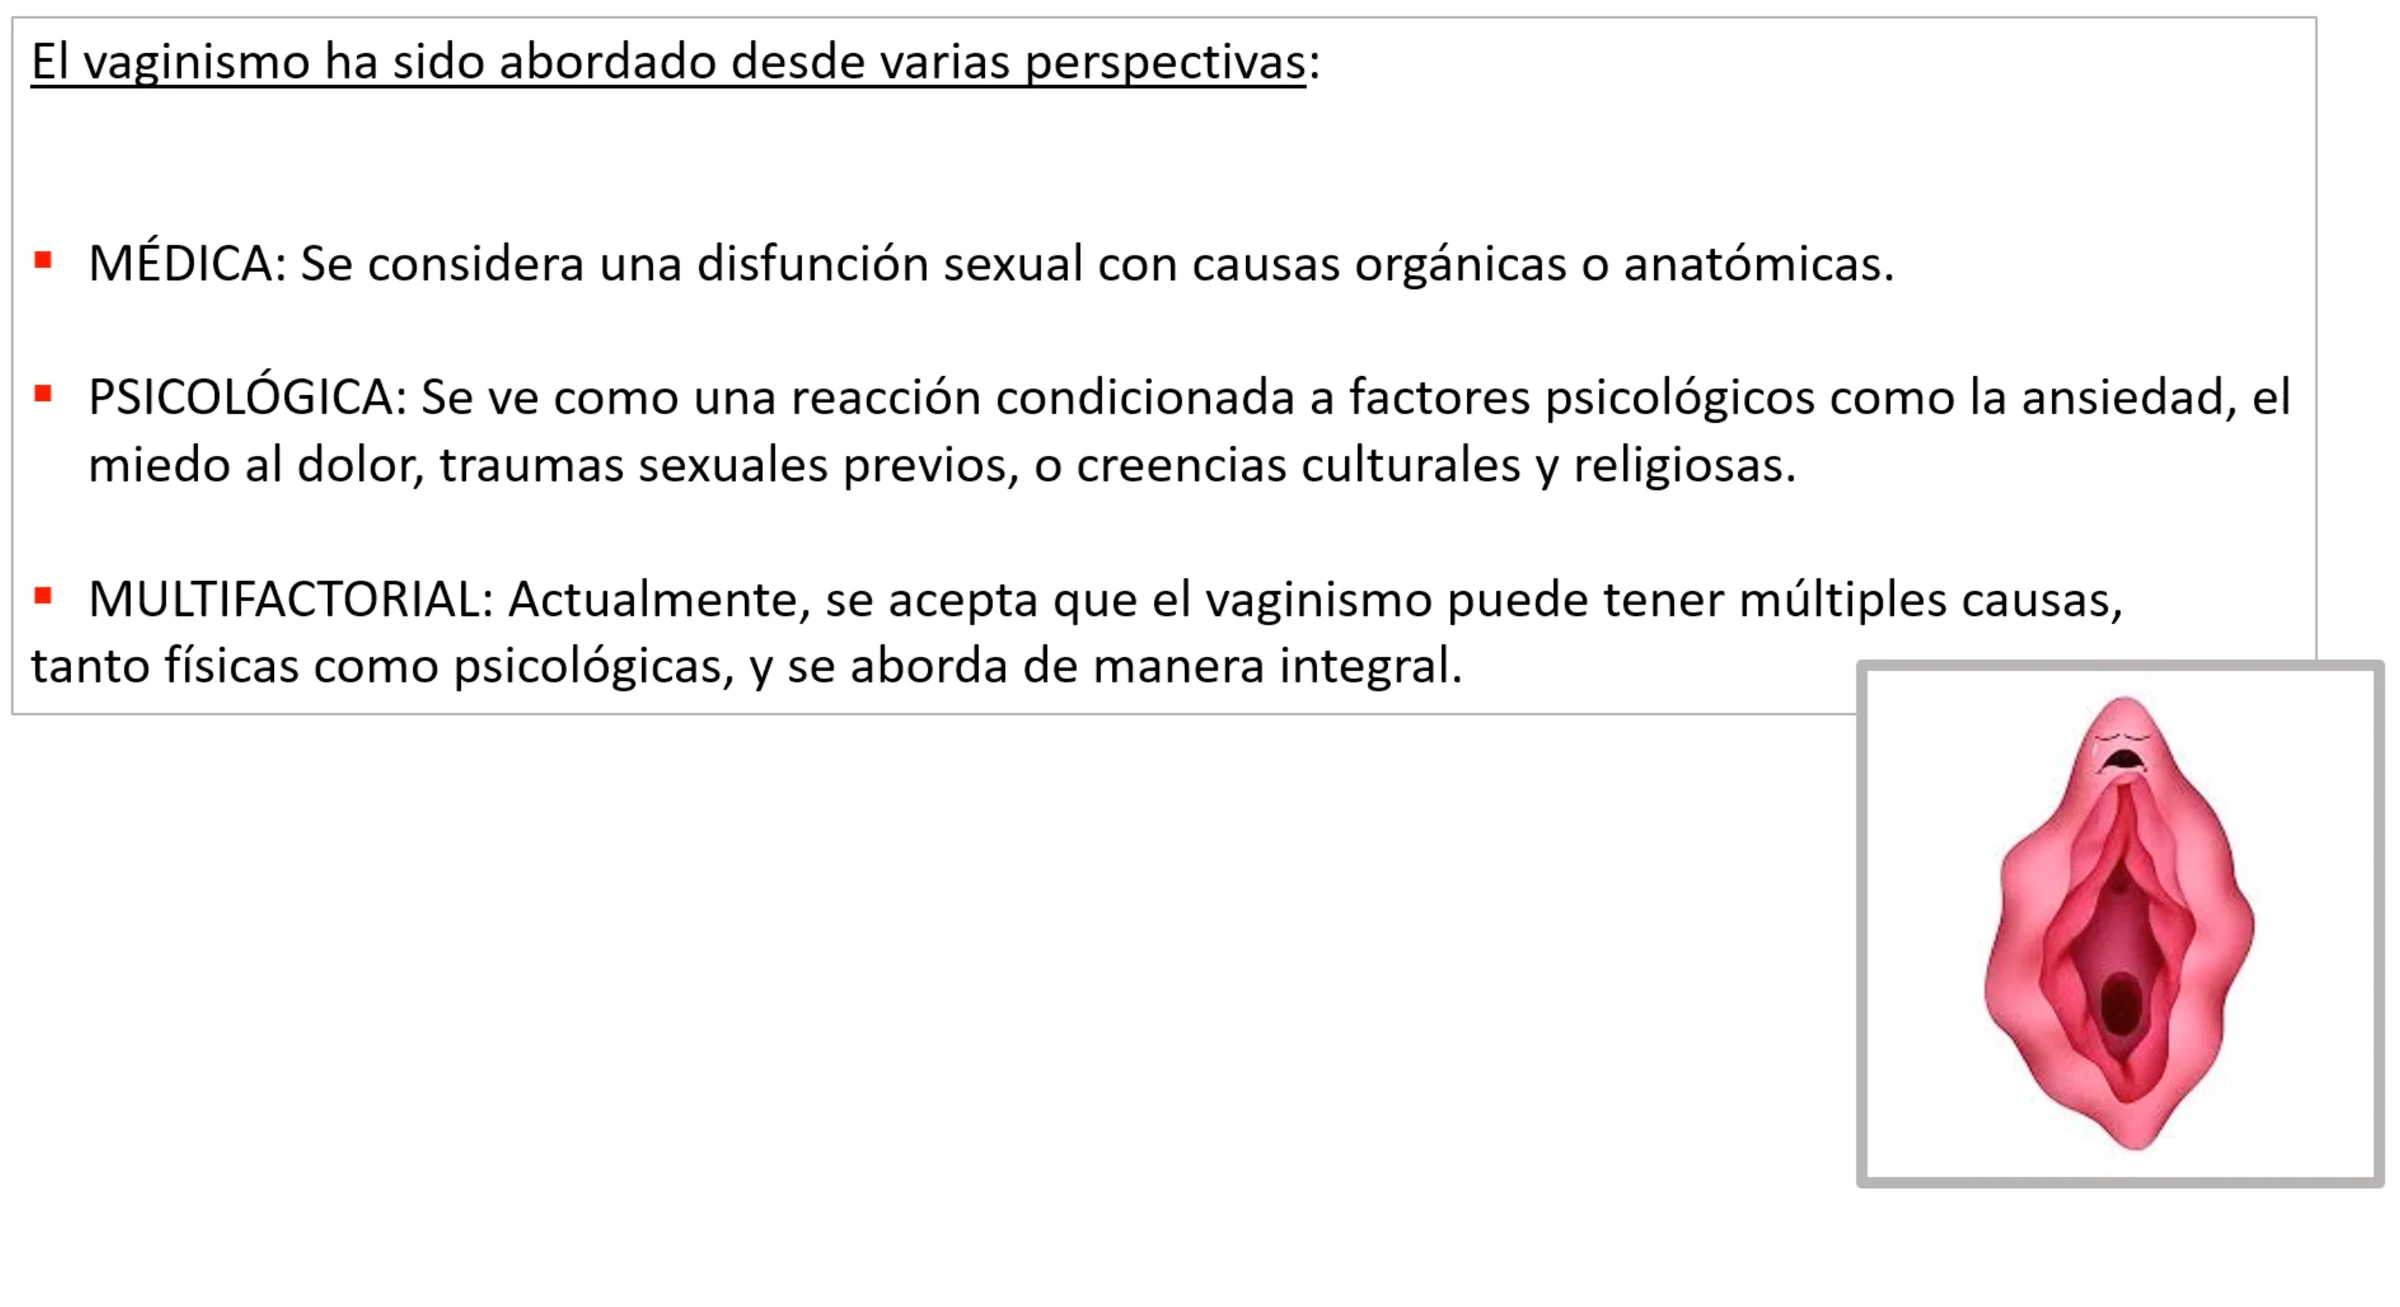 El vaginismo ha sido abordado desde varias perspectivas:
▪ MÉDICA: Se considera una disfunción sexual con causas orgánicas o anatómicas.
▪ PSICOLÓGICA: Se ve como una reacción condicionada a factores psicológicos como la ansiedad, el
miedo al dolor, traumas sexuales previos, o creencias culturales y religiosas.
▪ MULTIFACTORIAL: Actualmente, se acepta que el vaginismo puede tener múltiples causas,
tanto físicas como psicológicas, y se aborda de manera integral.